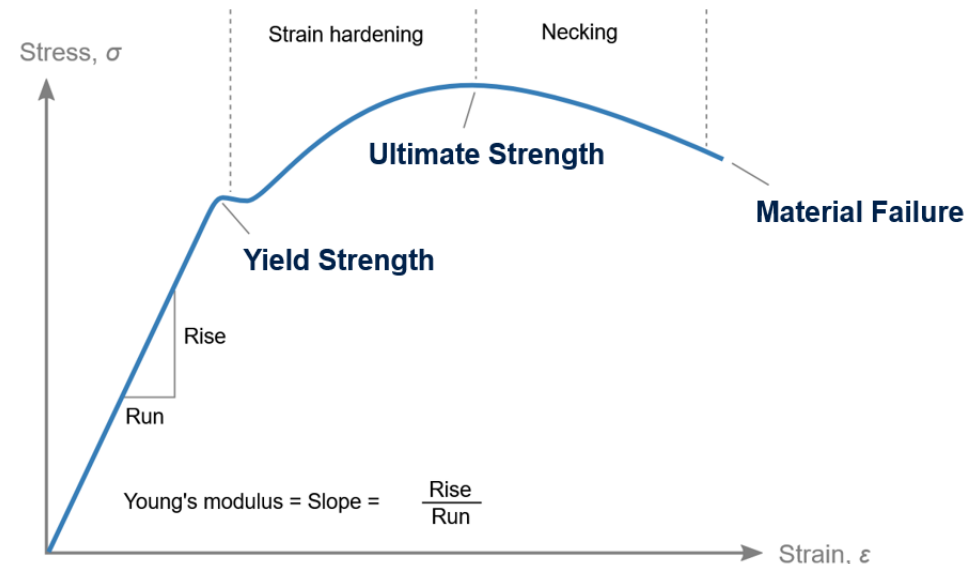 Strain hardening
Necking
Stress, σ
Ultimate Strength
Material Failure
Yield Strength
Rise
Run
Young's modulus = Slope =
Rise
Run
Strain, ε